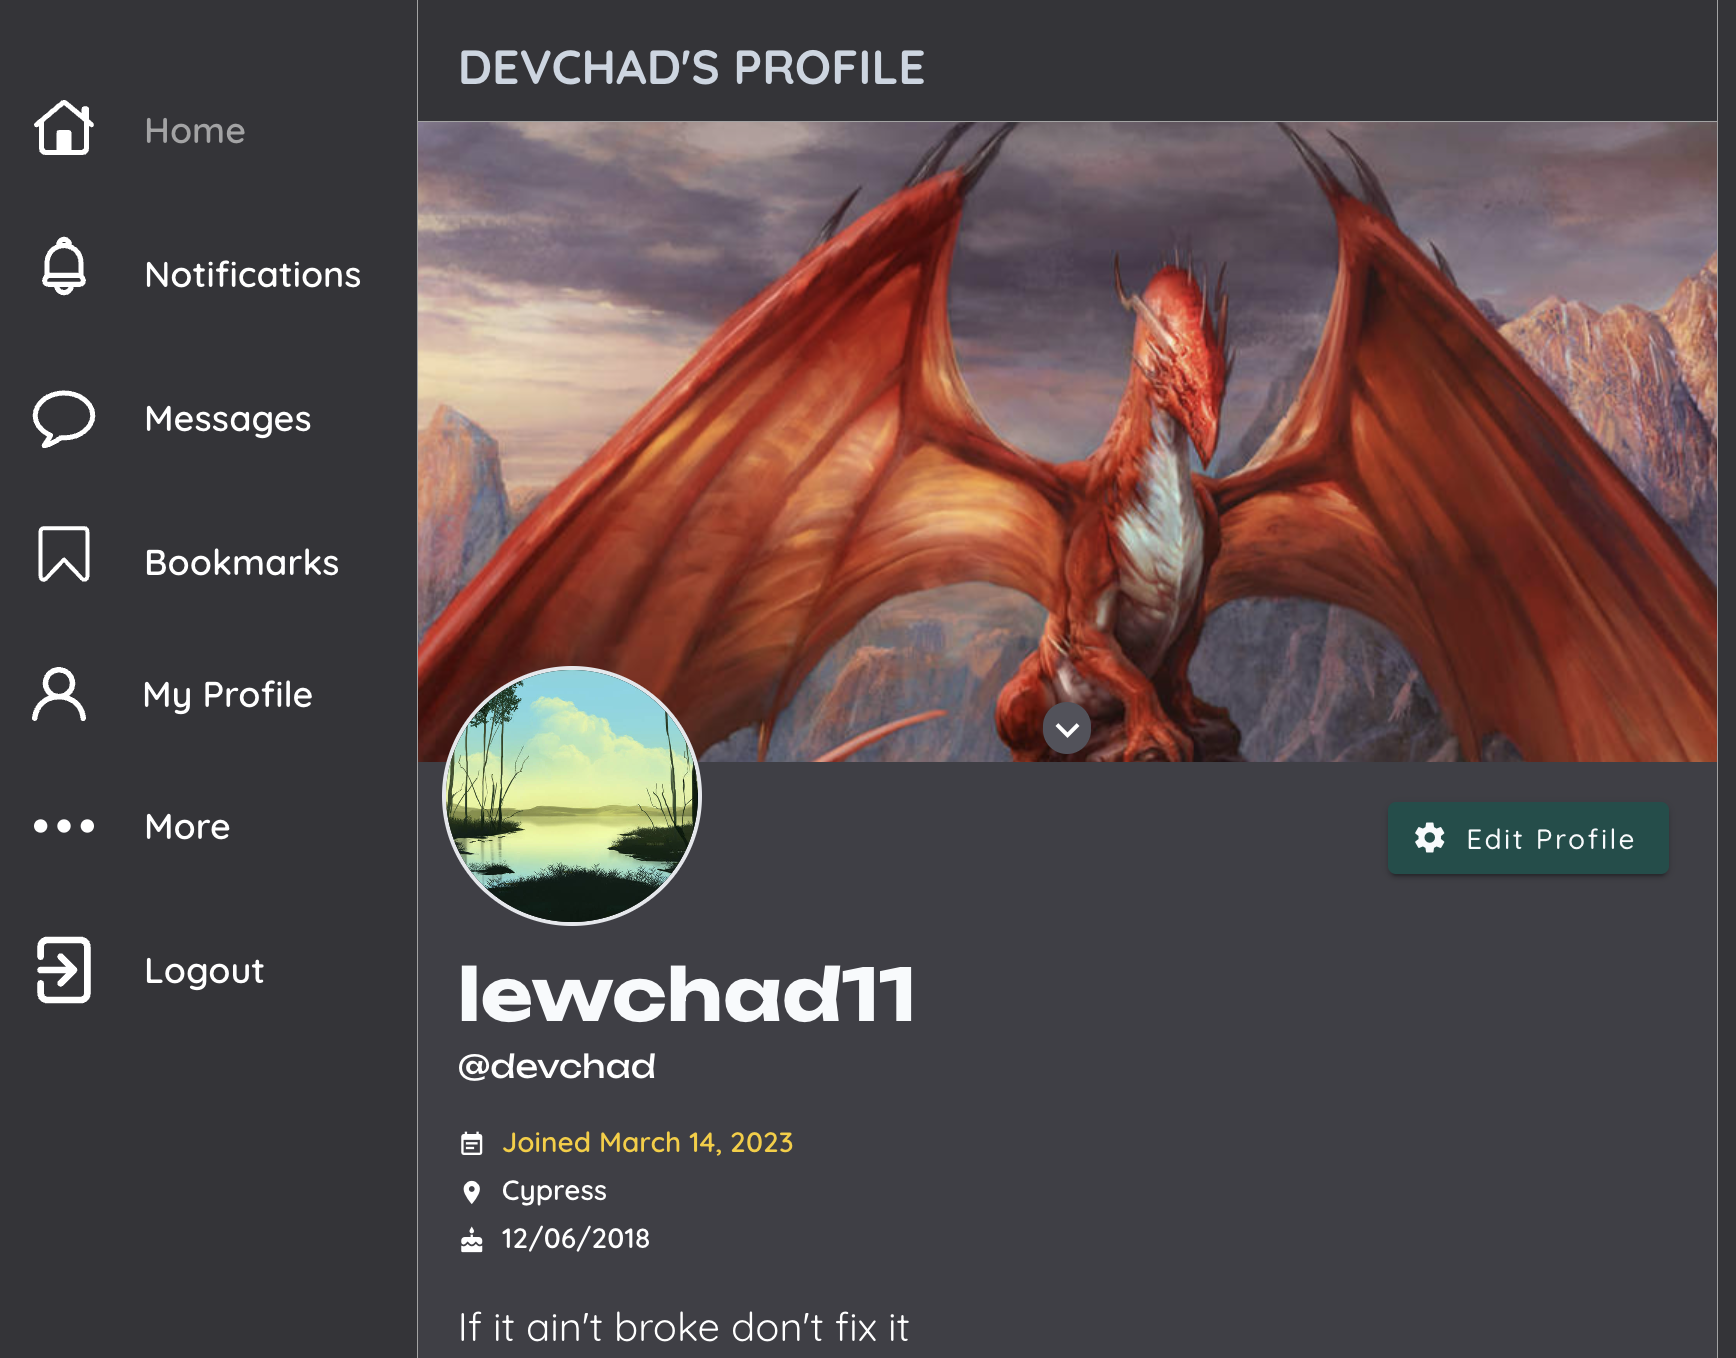 Home
Notifications
Messages
Bookmarks
My Profile
More
Logout
DEVCHAD'S PROFILE
Edit Profile
lewchad11
@devchad
Joined March 14, 2023
Cypress
12/06/2018
If it ain't broke don't fix it